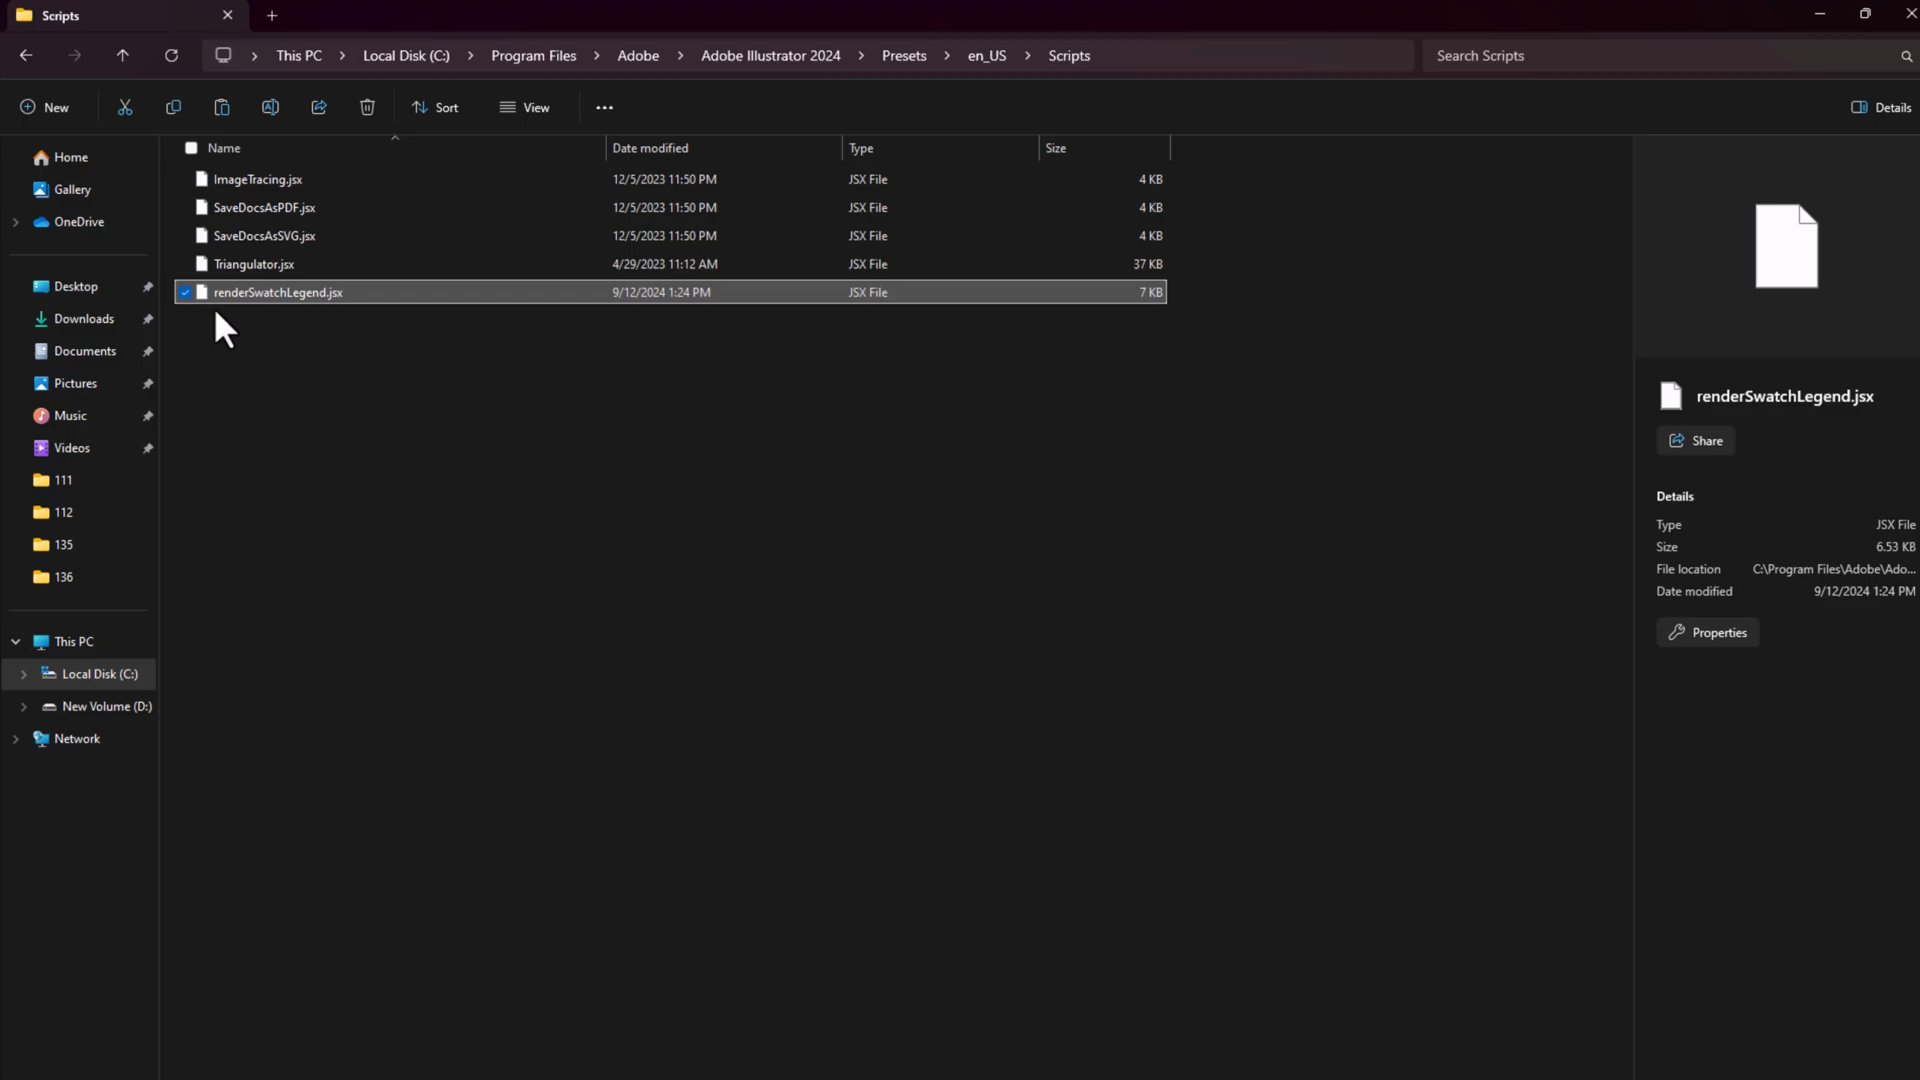 Scripts
This PC > Local Disk (C:) > Program Files > Adobe > Adobe Illustrator 2024 > Presets > en_US > Scripts
Search Scripts
New
Sort
View
Details
Name Date modified Type Size
ImageTracing.jsx 12/5/2023 11:50 PM JSX File 4 KB
SaveDocsAsPDF.jsx 12/5/2023 11:50 PM JSX File 4 KB
SaveDocsAsSVG.jsx 12/5/2023 11:50 PM JSX File 4 KB
Triangulator.jsx 4/29/2023 11:12 AM JSX File 37 KB
renderSwatchLegend.jsx 9/12/2024 1:24 PM JSX File 7 KB
Home
Gallery
OneDrive
Desktop
Downloads
Documents
Pictures
Music
Videos
111
112
135
136
This PC
Local Disk (C:)
New Volume (D:)
Network
renderSwatchLegend.jsx
Share
Details
Type JSX File
Size 6.53 KB
File location C:\Program Files\Adobe\Ado...
Date modified 9/12/2024 1:24 PM
Properties